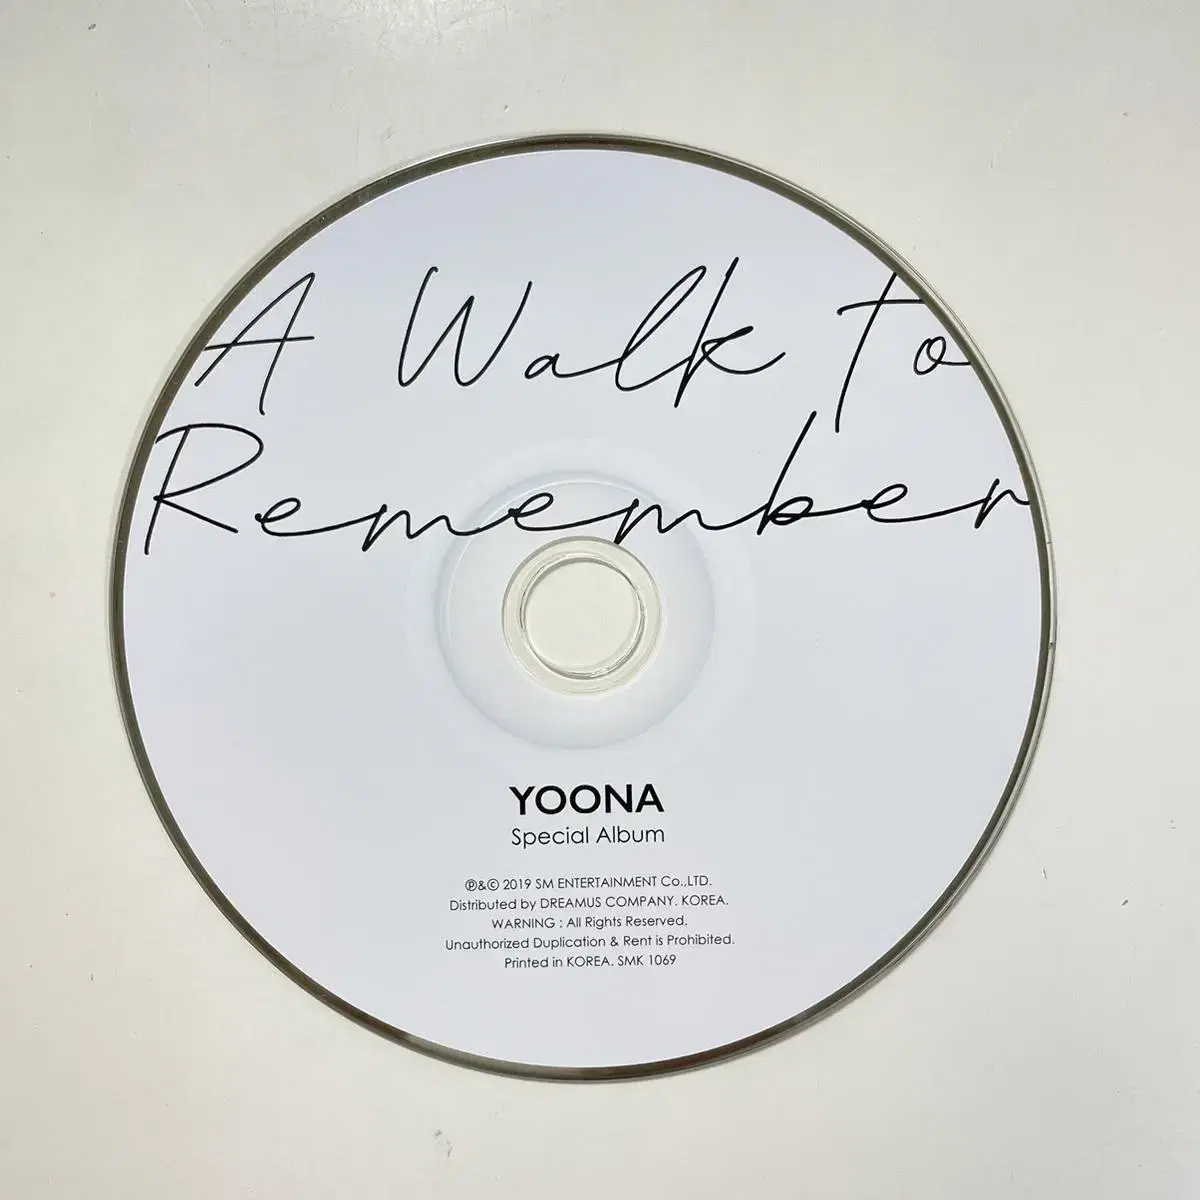 A Walk to
Remember
YOONA
Special Album
℗&© 2019 SM ENTERTAINMENT Co.,LTD.
Distributed by DREAMUS COMPANY. KOREA.
WARNING : All Rights Reserved.
Unauthorized Duplication & Rent is Prohibited.
Printed in KOREA. SMK 1069